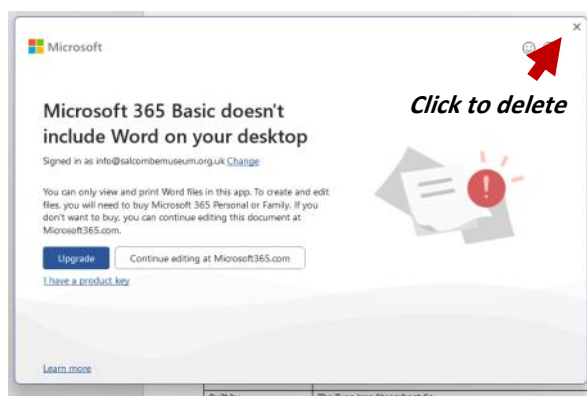 Microsoft
Click to delete
Microsoft 365 Basic doesn't
include Word on your desktop
Signed in as info@salcombemuseum.org.uk Change
You can only view and print Word files in this app. To create and edit
files, you will need to buy Microsoft 365 Personal or Family. If you
don't want to buy, you can continue editing this document at
Microsoft365.com.
Upgrade Continue editing at Microsoft365.com
I have a product key
Learn more